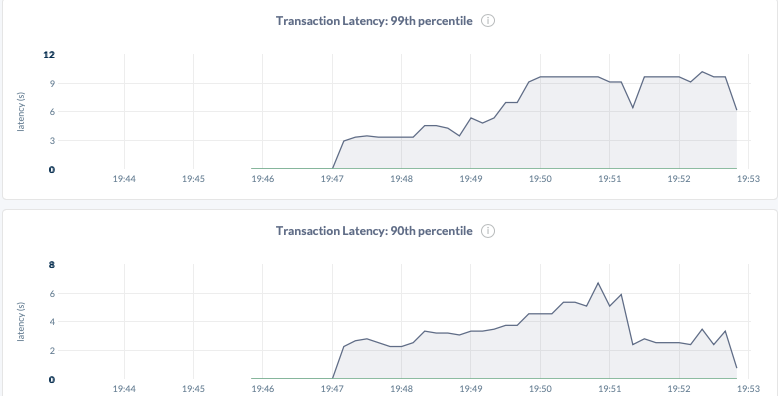 Transaction Latency: 99th percentile i
latency (s)
12
9
6
3
0
19:44 19:45 19:46 19:47 19:48 19:49 19:50 19:51 19:52 19:53
Transaction Latency: 90th percentile i
latency (s)
8
6
4
2
0
19:44 19:45 19:46 19:47 19:48 19:49 19:50 19:51 19:52 19:53